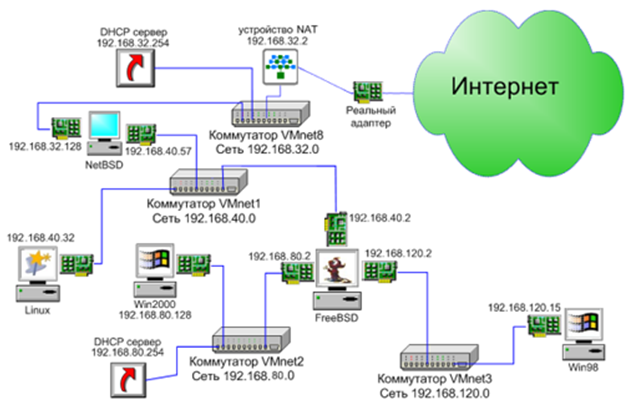 DHCP сервер
192.168.32.254
устройство NAT
192.168.32.2
Интернет
Реальный
адаптер
Коммутатор VMnet8
Сеть 192.168.32.0
192.168.32.128
NetBSD
192.168.40.57
Коммутатор VMnet1
Сеть 192.168.40.0
192.168.40.2
192.168.40.32
Linux
Win2000
192.168.80.128
192.168.80.2
192.168.120.2
FreeBSD
192.168.120.15
Win98
DHCP сервер
192.168.80.254
Коммутатор VMnet2
Сеть 192.168.80.0
Коммутатор VMnet3
Сеть 192.168.120.0